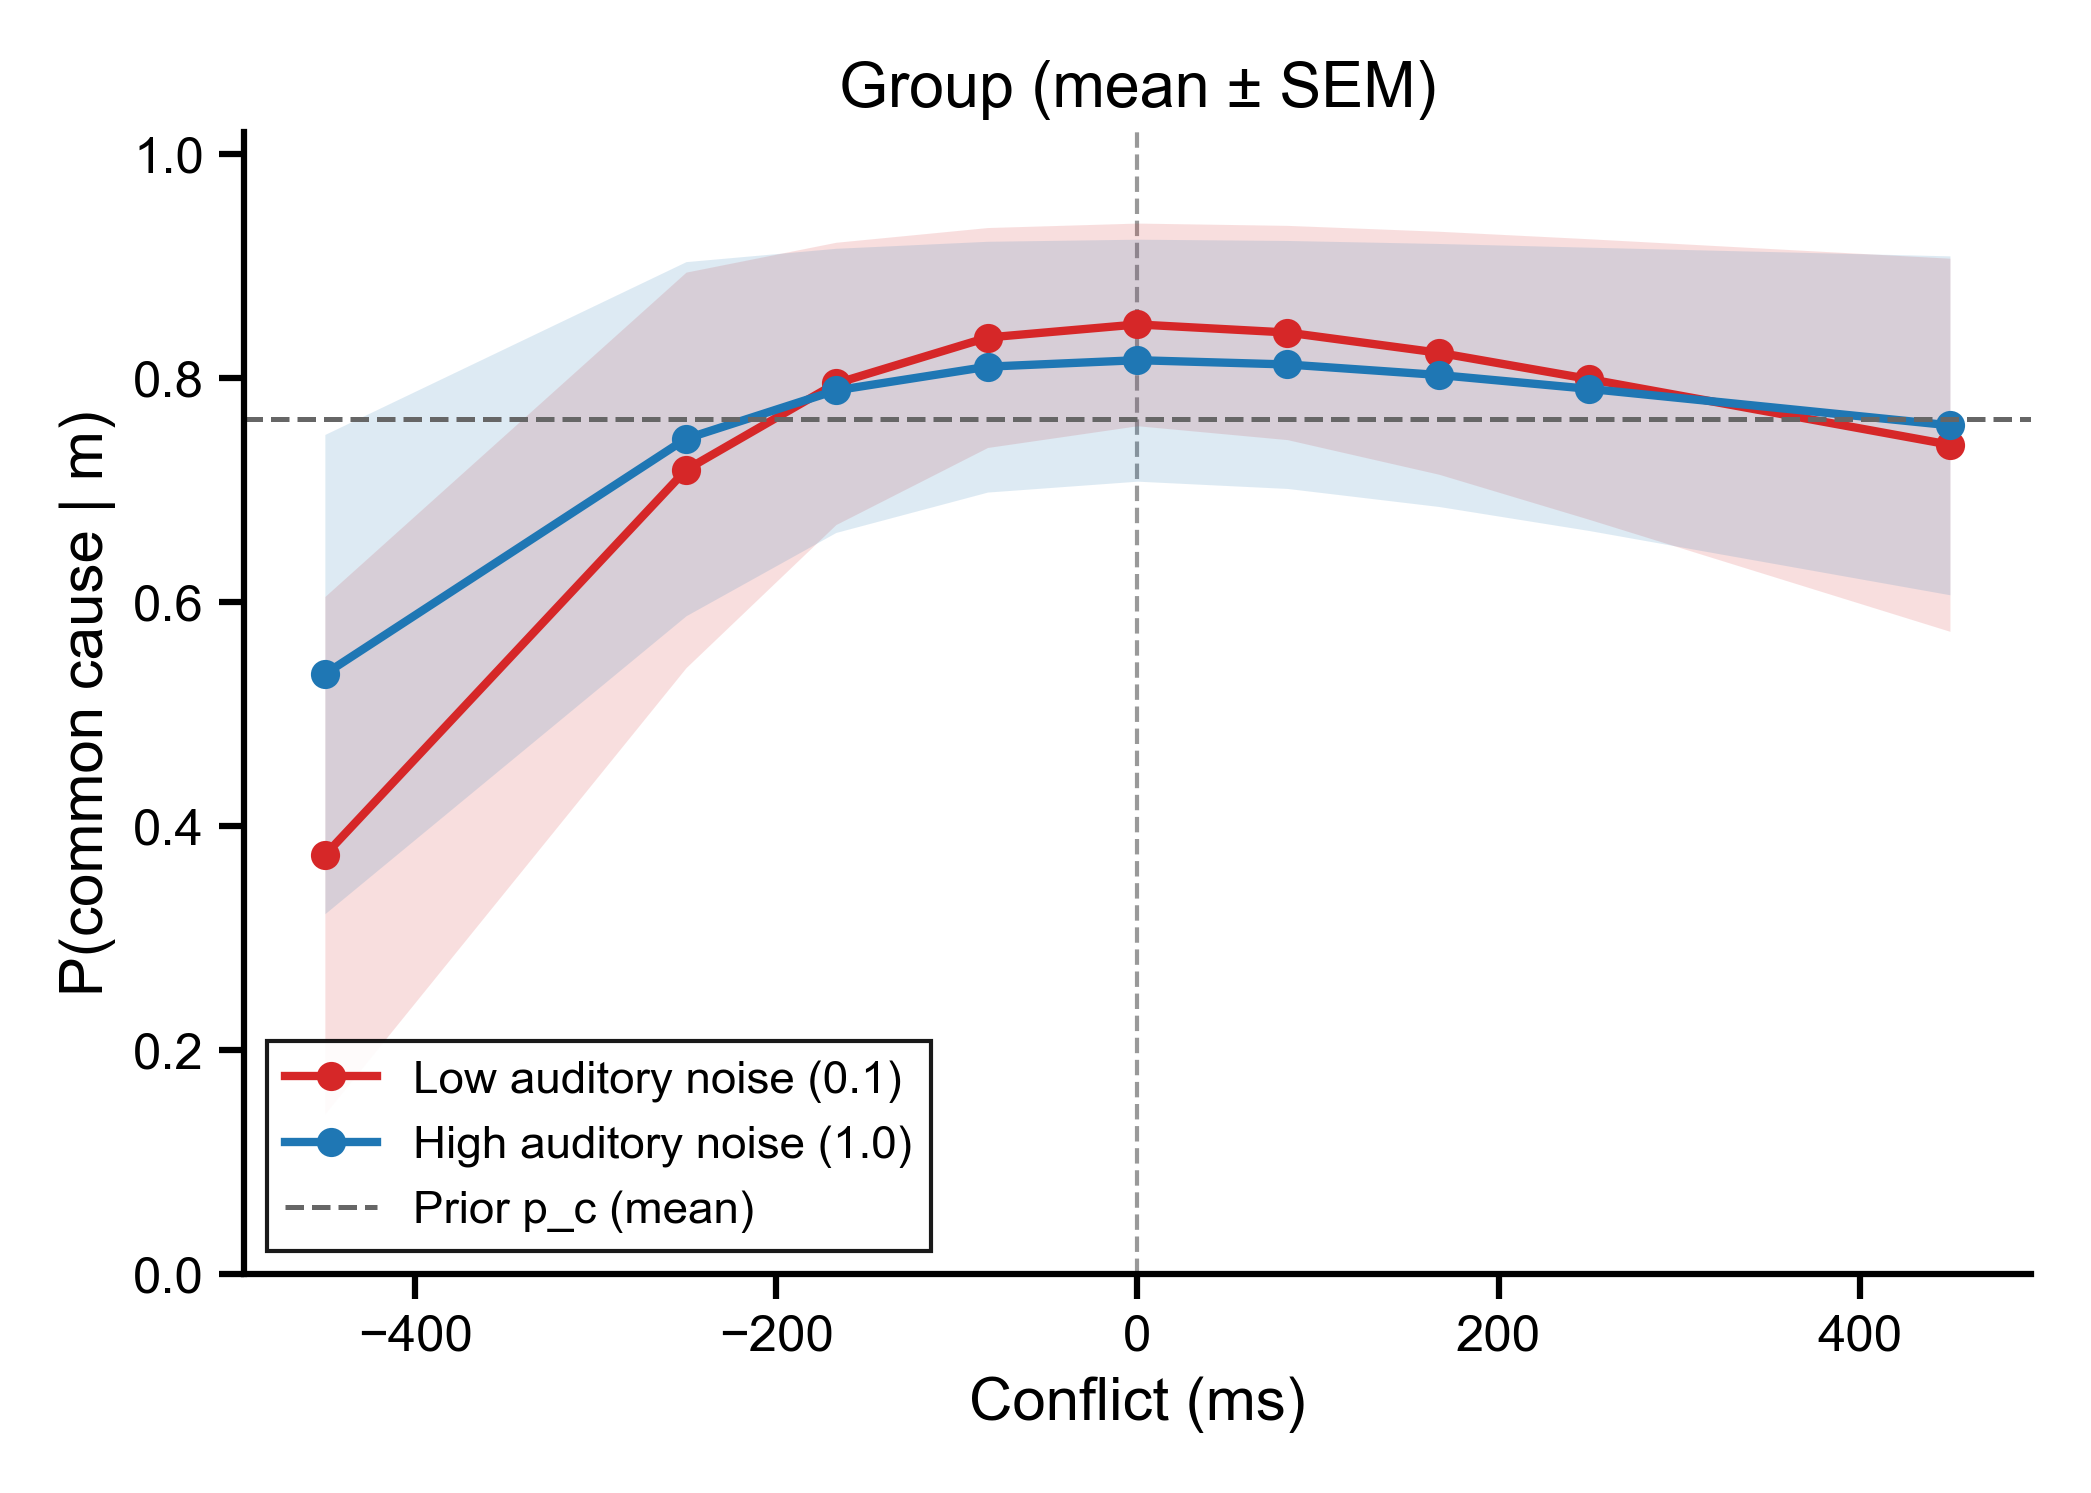 Group (mean ± SEM)
P(common cause | m)
1.0
0.8
0.6
0.4
0.2
0.0
Low auditory noise (0.1)
High auditory noise (1.0)
Prior p_c (mean)
−400
−200
0
200
400
Conflict (ms)